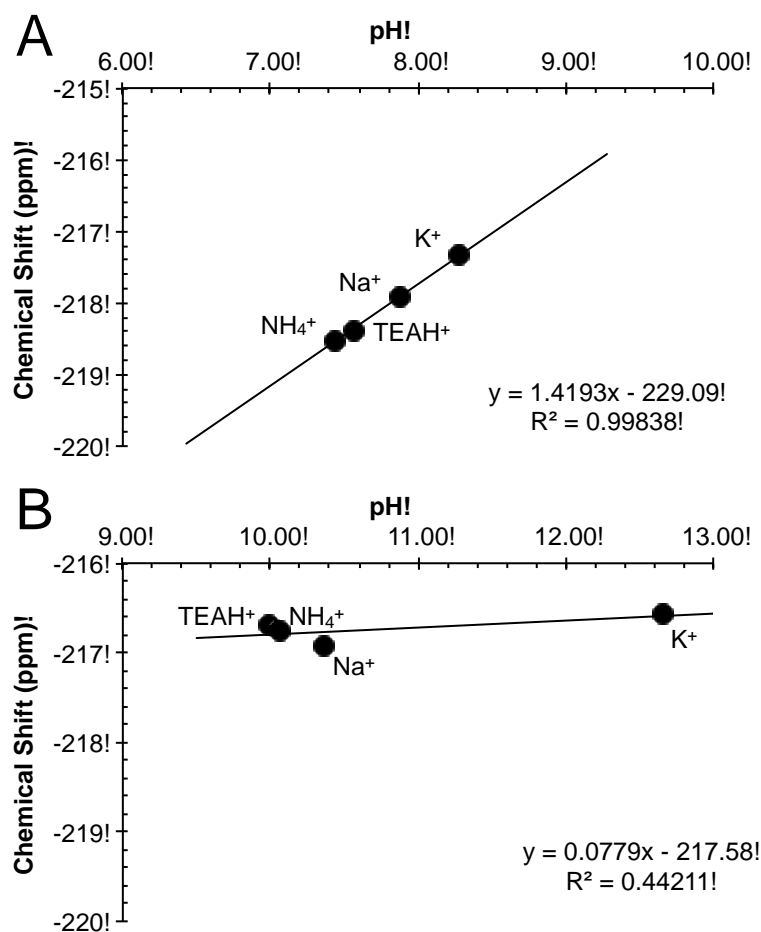 A
pH!
6.00! 7.00! 8.00! 9.00! 10.00!
-215!
-216!
-217!
-218!
-219!
-220!
Chemical Shift (ppm)!
K⁺
Na⁺
NH₄⁺
TEAH⁺
y = 1.4193x - 229.09!
R² = 0.99838!
B
pH!
9.00! 10.00! 11.00! 12.00! 13.00!
-216!
-217!
-218!
-219!
-220!
Chemical Shift (ppm)!
TEAH⁺ NH₄⁺
Na⁺
K⁺
y = 0.0779x - 217.58!
R² = 0.44211!